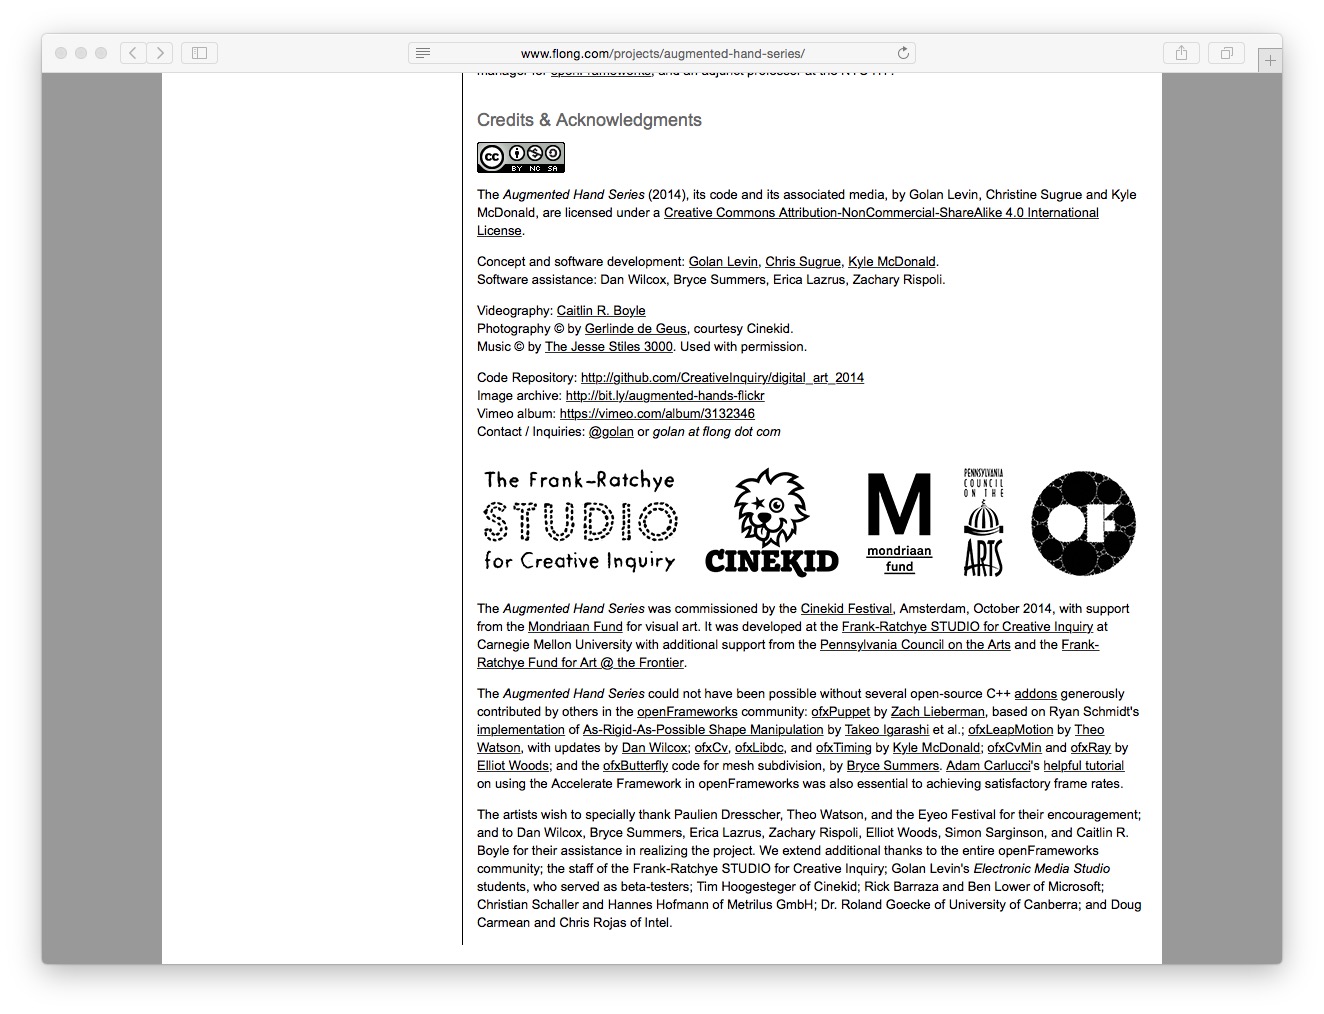 www.flong.com/projects/augmented-hand-series/
manager for openFrameworks, and an adjunct professor at the NYU ITP.
Credits & Acknowledgments
cc BY NC SA
The Augmented Hand Series (2014), its code and its associated media, by Golan Levin, Christine Sugrue and Kyle
McDonald, are licensed under a Creative Commons Attribution-NonCommercial-ShareAlike 4.0 International
License.
Concept and software development: Golan Levin, Chris Sugrue, Kyle McDonald.
Software assistance: Dan Wilcox, Bryce Summers, Erica Lazrus, Zachary Rispoli.
Videography: Caitlin R. Boyle
Photography © by Gerlinde de Geus, courtesy Cinekid.
Music © by The Jesse Stiles 3000. Used with permission.
Code Repository: http://github.com/CreativeInquiry/digital_art_2014
Image archive: http://bit.ly/augmented-hands-flickr
Vimeo album: https://vimeo.com/album/3132346
Contact / Inquiries: @golan or golan at flong dot com
The Frank-Ratchye
STUDIO
for Creative Inquiry
CINEKID
M
mondriaan
fund
PENNSYLVANIA
COUNCIL
ON THE
ARTS
OF
The Augmented Hand Series was commissioned by the Cinekid Festival, Amsterdam, October 2014, with support
from the Mondriaan Fund for visual art. It was developed at the Frank-Ratchye STUDIO for Creative Inquiry at
Carnegie Mellon University with additional support from the Pennsylvania Council on the Arts and the Frank-
Ratchye Fund for Art @ the Frontier.
The Augmented Hand Series could not have been possible without several open-source C++ addons generously
contributed by others in the openFrameworks community: ofxPuppet by Zach Lieberman, based on Ryan Schmidt's
implementation of As-Rigid-As-Possible Shape Manipulation by Takeo Igarashi et al.; ofxLeapMotion by Theo
Watson, with updates by Dan Wilcox; ofxCv, ofxLibdc, and ofxTiming by Kyle McDonald; ofxCvMin and ofxRay by
Elliot Woods; and the ofxButterfly code for mesh subdivision, by Bryce Summers. Adam Carlucci's helpful tutorial
on using the Accelerate Framework in openFrameworks was also essential to achieving satisfactory frame rates.
The artists wish to specially thank Paulien Dresscher, Theo Watson, and the Eyeo Festival for their encouragement;
and to Dan Wilcox, Bryce Summers, Erica Lazrus, Zachary Rispoli, Elliot Woods, Simon Sarginson, and Caitlin R.
Boyle for their assistance in realizing the project. We extend additional thanks to the entire openFrameworks
community; the staff of the Frank-Ratchye STUDIO for Creative Inquiry; Golan Levin's Electronic Media Studio
students, who served as beta-testers; Tim Hoogesteger of Cinekid; Rick Barraza and Ben Lower of Microsoft;
Christian Schaller and Hannes Hofmann of Metrilus GmbH; Dr. Roland Goecke of University of Canberra; and Doug
Carmean and Chris Rojas of Intel.